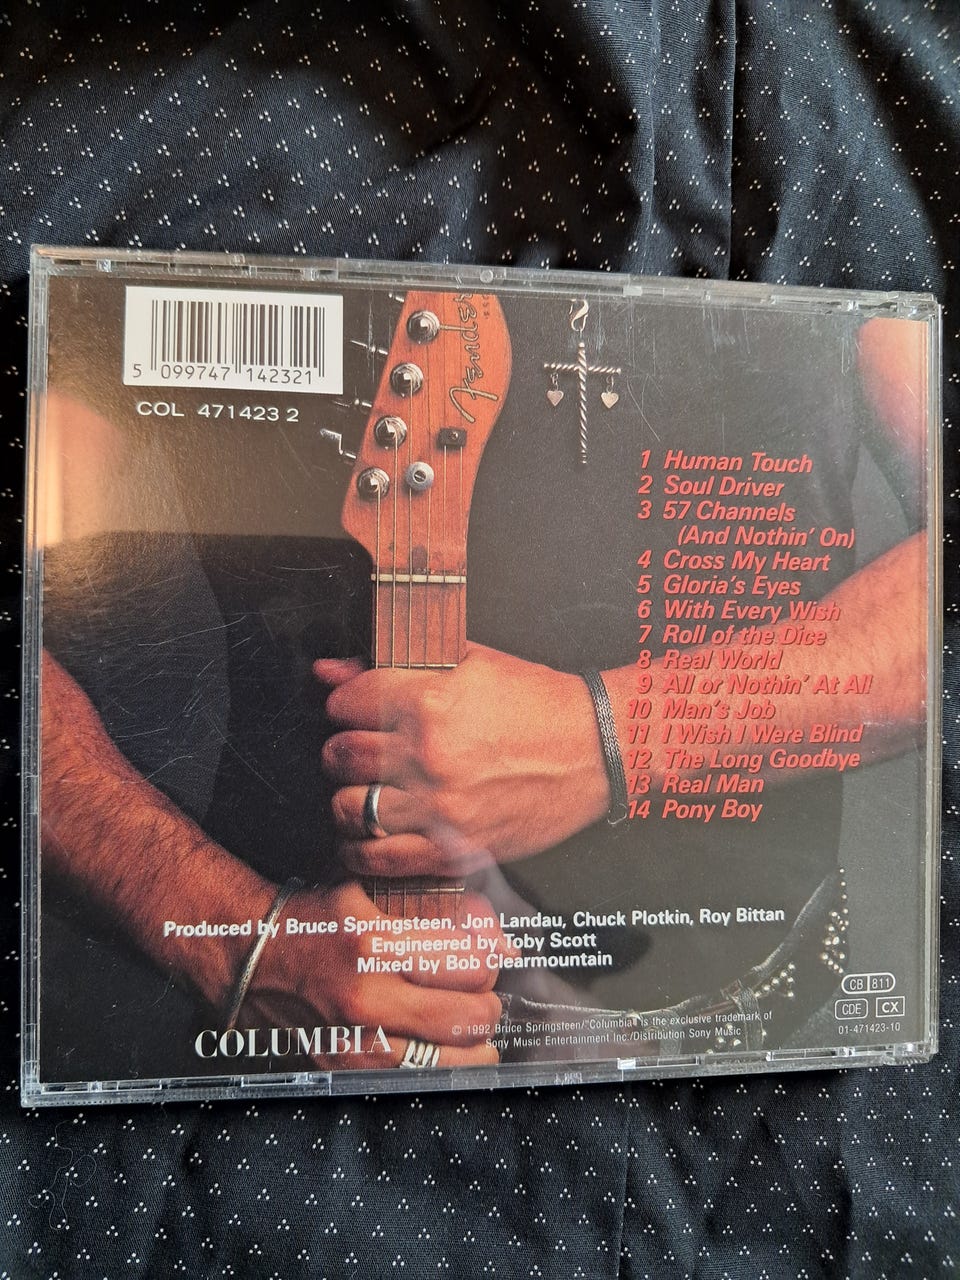 5 099747 142321
COL 471423 2
Fender
1 Human Touch
2 Soul Driver
3 57 Channels
(And Nothin' On)
4 Cross My Heart
5 Gloria's Eyes
6 With Every Wish
7 Roll of the Dice
8 Real World
9 All or Nothin' At All
10 Man's Job
11 I Wish I Were Blind
12 The Long Goodbye
13 Real Man
14 Pony Boy
Produced by Bruce Springsteen, Jon Landau, Chuck Plotkin, Roy Bittan
Engineered by Toby Scott
Mixed by Bob Clearmountain
COLUMBIA
© 1992 Bruce Springsteen/"Columbia" is the exclusive trademark of
Sony Music Entertainment Inc./Distribution Sony Music
CB 811
CDE CX
01-471423-10